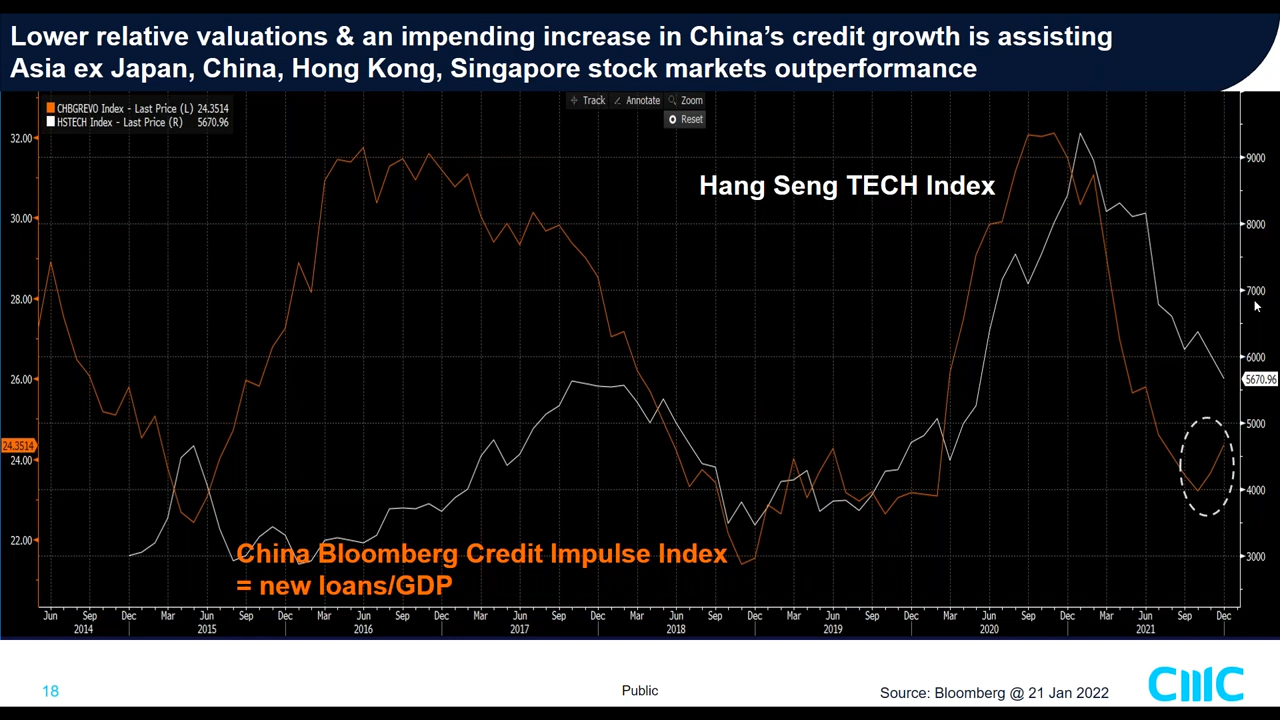 Lower relative valuations & an impending increase in China's credit growth is assisting
Asia ex Japan, China, Hong Kong, Singapore stock markets outperformance
CHBGREVO Index - Last Price (L) 24.3514
HSTECH Index - Last Price (R) 5670.96
Track Annotate Zoom
Reset
32.00
30.00
28.00
26.00
24.3514
24.00
22.00
Hang Seng TECH Index
9000
8000
7000
6000
5670.96
5000
4000
3000
China Bloomberg Credit Impulse Index
= new loans/GDP
Jun Sep Dec Mar Jun Sep Dec Mar Jun Sep Dec Mar Jun Sep Dec Mar Jun Sep Dec Mar Jun Sep Dec Mar Jun Sep Dec Mar Jun Sep Dec
2014 2015 2016 2017 2018 2019 2020 2021
18
Public
Source: Bloomberg @ 21 Jan 2022
CMC